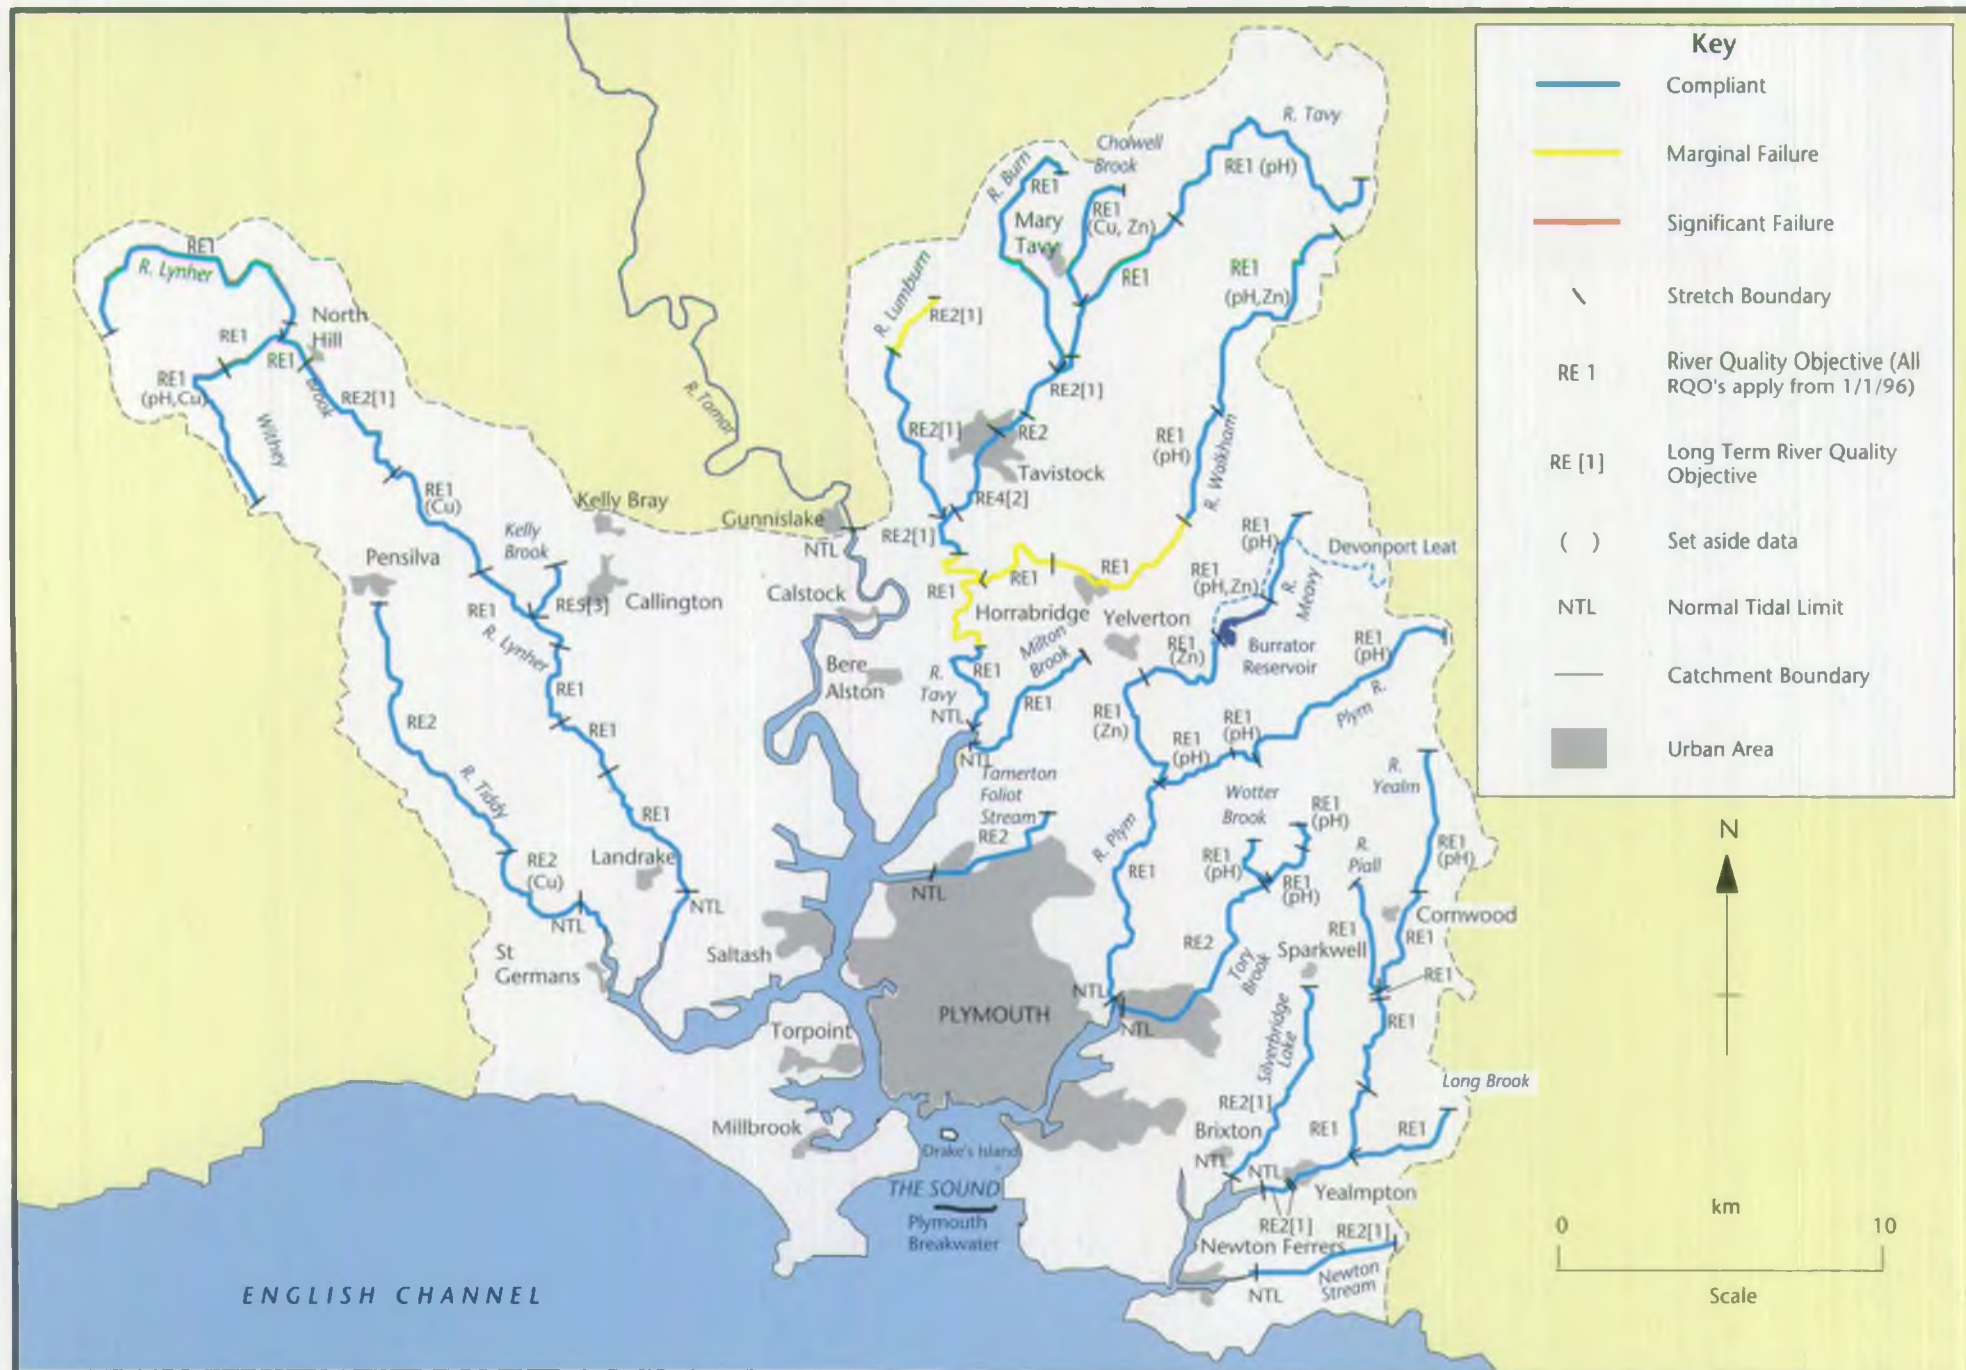 Key
Compliant
Marginal Failure
Significant Failure
Stretch Boundary
RE 1
River Quality Objective (All
RQO's apply from 1/1/96)
RE [1]
Long Term River Quality
Objective
( )
Set aside data
NTL
Normal Tidal Limit
Catchment Boundary
Urban Area
N
km
0
10
Scale
R. Tavy
RE1 (pH)
Cholwell
Brook
R. Burn
RE1
RE1
(Cu, Zn)
Mary
Tavy
RE1
RE1
(pH,Zn)
R. Lumburn
RE2[1]
RE1
R. Lynher
North
Hill
RE1
RE1
RE1
(pH,Cu)
Brook
RE2[1]
Withey
R. Tamar
RE2[1]
RE2[1]
RE2
Tavistock
RE1
(pH)
R. Walkham
RE1
(Cu)
Kelly Bray
Gunnislake
NTL
RE4[2]
RE2[1]
RE1
(pH)
Devonport Leat
Kelly
Brook
Pensilva
RE5[3]
Callington
Calstock
RE1
RE1
RE1
RE1
(pH,Zn)
R.
Meavy
RE1
R. Lynher
Horrabridge
Yelverton
Milton
Brook
RE1
(Zn)
Burrator
Reservoir
RE1
(pH)
Bere
Alston
R.
Tavy
RE1
RE1
RE1
NTL
NTL
RE1
(Zn)
RE1
(pH)
RE1
(pH)
Plym
R.
RE2
RE1
R. Tiddy
Tamerton
Foliot
Stream
RE2
Wotter
Brook
RE1
(pH)
R.
Yealm
RE1
R. Plym
RE1
RE1
(pH)
RE1
(pH)
R.
Piall
RE1
(pH)
RE2
(Cu)
Landrake
NTL
NTL
NTL
Cornwood
RE1
RE1
RE2
Tory
Brook
Sparkwell
RE1
St
Germans
Saltash
NTL
NTL
PLYMOUTH
RE1
Torpoint
Silverbridge
Lake
Long Brook
RE2[1]
Brixton
RE1
RE1
Millbrook
Drake's Island
NTL
NTL
Yealmpton
THE SOUND
Plymouth
Breakwater
RE2[1]
RE2[1]
Newton Ferrers
Newton
Stream
NTL
ENGLISH CHANNEL